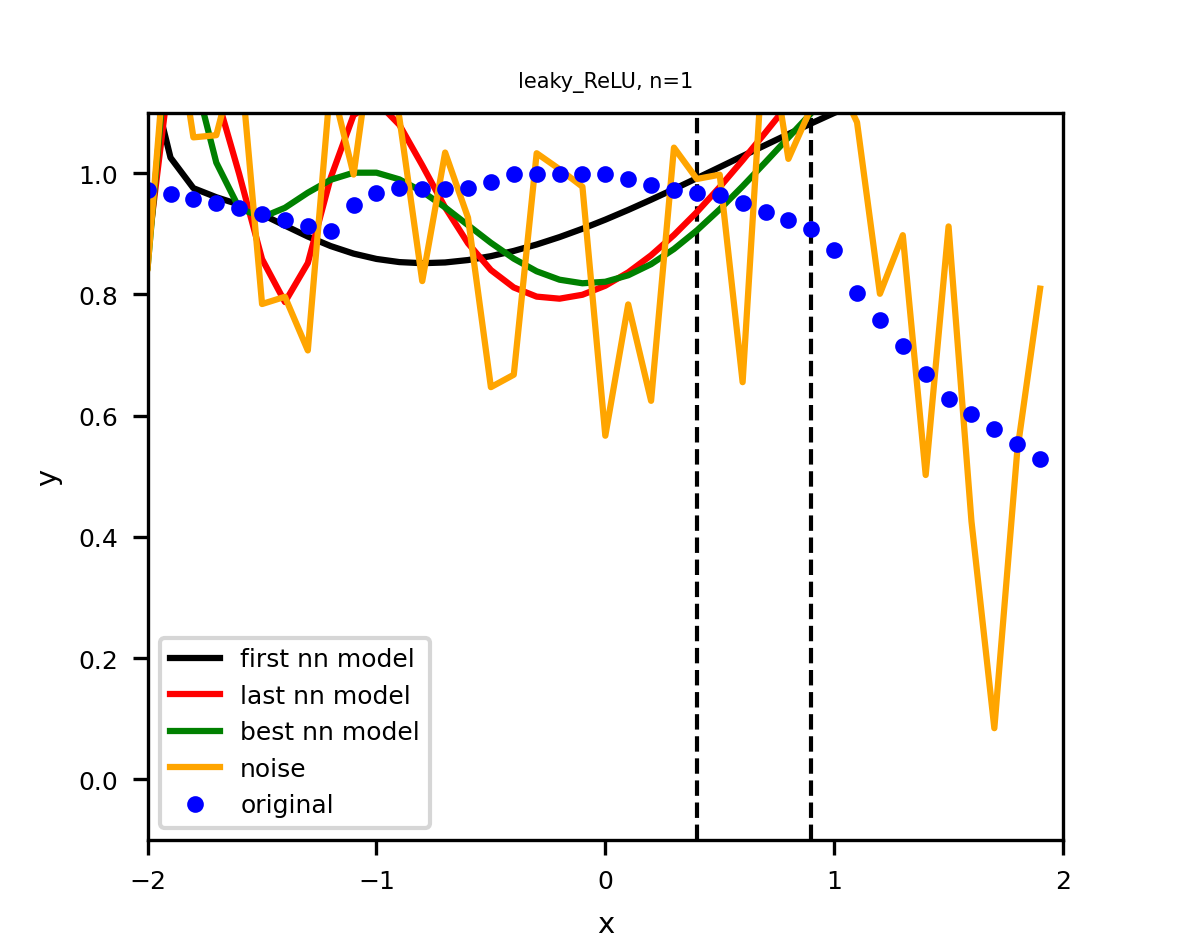 leaky_ReLU, n=1
y
1.0
0.8
0.6
0.4
0.2
0.0
first nn model
last nn model
best nn model
noise
original
−2
−1
0
1
2
x